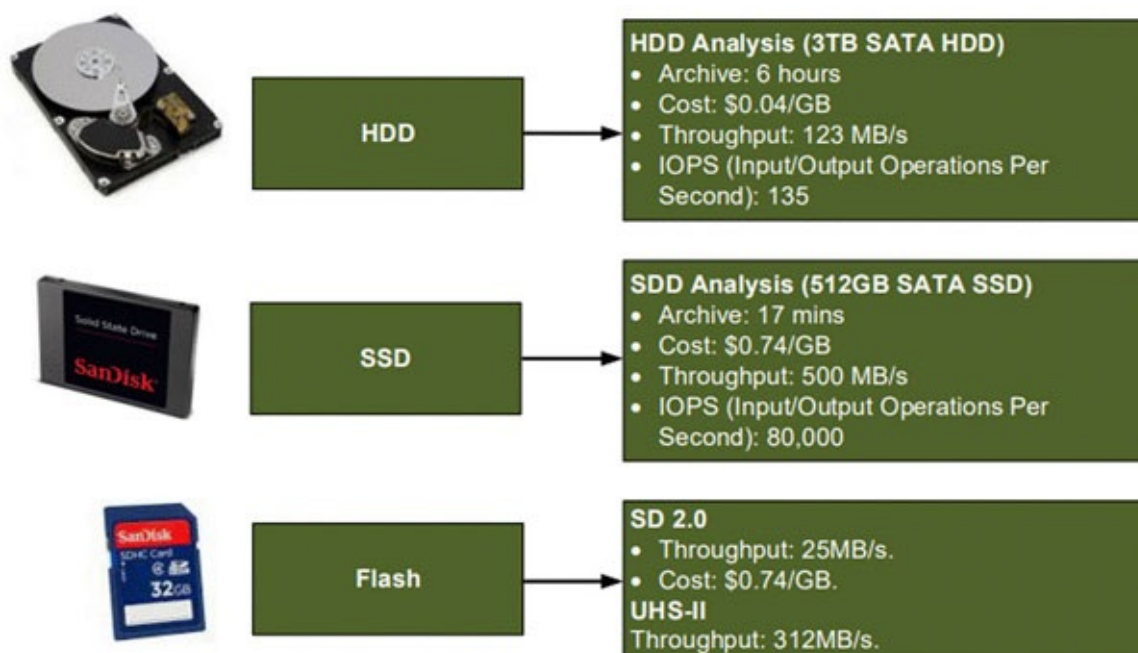 HDD
HDD Analysis (3TB SATA HDD)
• Archive: 6 hours
• Cost: $0.04/GB
• Throughput: 123 MB/s
• IOPS (Input/Output Operations Per
Second): 135
Solid State Drive
SanDisk
SSD
SDD Analysis (512GB SATA SSD)
• Archive: 17 mins
• Cost: $0.74/GB
• Throughput: 500 MB/s
• IOPS (Input/Output Operations Per
Second): 80,000
SanDisk
SDHC Card
4 SDHC
32GB
Flash
SD 2.0
• Throughput: 25MB/s.
• Cost: $0.74/GB.
UHS-II
Throughput: 312MB/s.